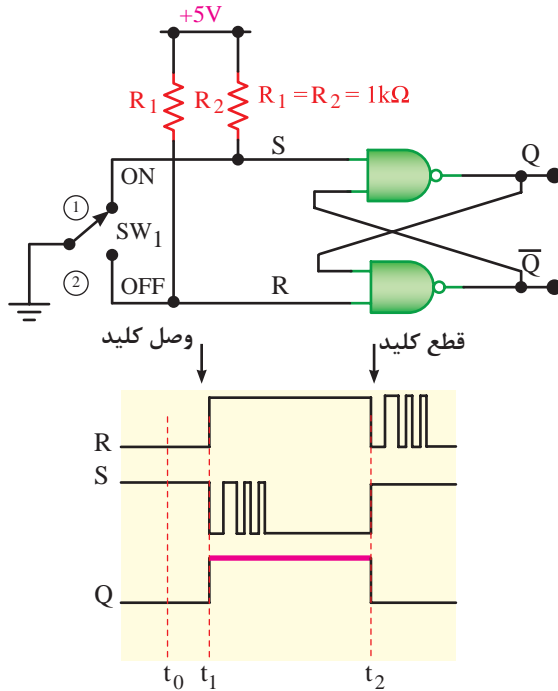 +5V
R1 R2 R1 = R2 = 1kΩ
S Q
ON
① SW1
② OFF R Q̅
وصل کلید قطع کلید
R
S
Q
t0 t1 t2